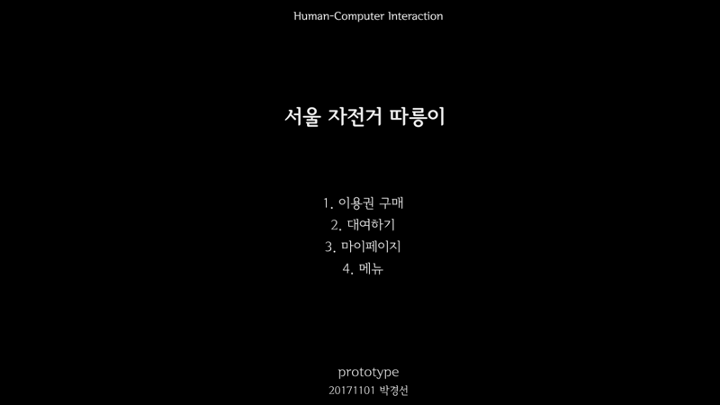 Human-Computer Interaction
서울 자전거 따릉이
1. 이용권 구매
2. 대여하기
3. 마이페이지
4. 메뉴
prototype
20171101 박경선